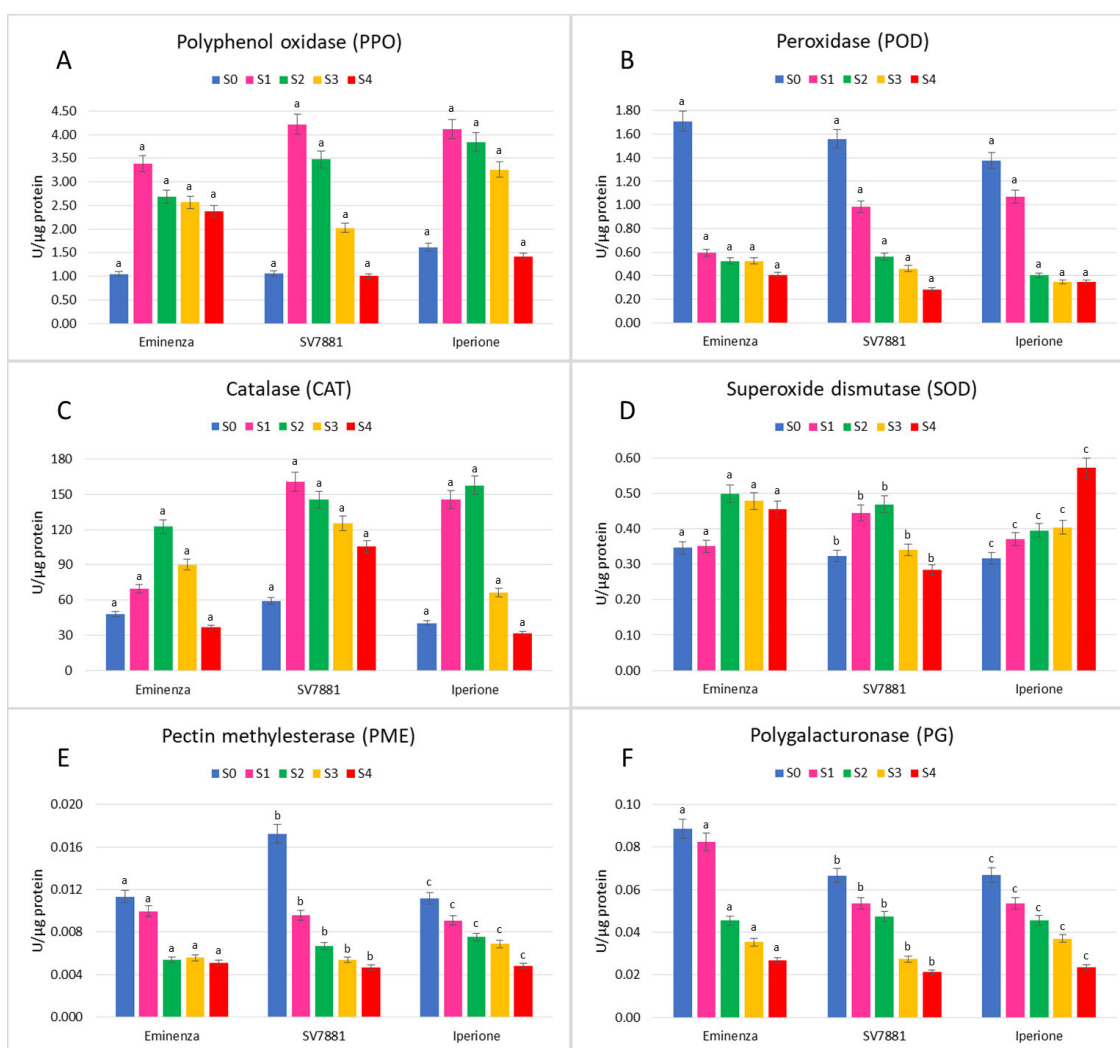 Polyphenol oxidase (PPO)
A
S0 S1 S2 S3 S4
U/µg protein
4.50
4.00
3.50
3.00
2.50
2.00
1.50
1.00
0.50
0.00
a a a a a
a a a a a
a a a a a
Eminenza SV7881 Iperione
Peroxidase (POD)
B
S0 S1 S2 S3 S4
U/µg protein
1.80
1.60
1.40
1.20
1.00
0.80
0.60
0.40
0.20
0.00
a a a a a
a a a a a
a a a a a
Eminenza SV7881 Iperione
Catalase (CAT)
C
S0 S1 S2 S3 S4
U/µg protein
180
150
120
90
60
30
0
a a a a a
a a a a a
a a a a a
Eminenza SV7881 Iperione
Superoxide dismutase (SOD)
D
S0 S1 S2 S3 S4
U/µg protein
0.60
0.50
0.40
0.30
0.20
0.10
0.00
a a a a a
b b b b b
c c c c c
Eminenza SV7881 Iperione
Pectin methylesterase (PME)
E
S0 S1 S2 S3 S4
U/µg protein
0.020
0.016
0.012
0.008
0.004
0.000
a a a a a
b b b b b
c c c c c
Eminenza SV7881 Iperione
Polygalacturonase (PG)
F
S0 S1 S2 S3 S4
U/µg protein
0.10
0.08
0.06
0.04
0.02
0.00
a a a a a
b b b b b
c c c c c
Eminenza SV7881 Iperione